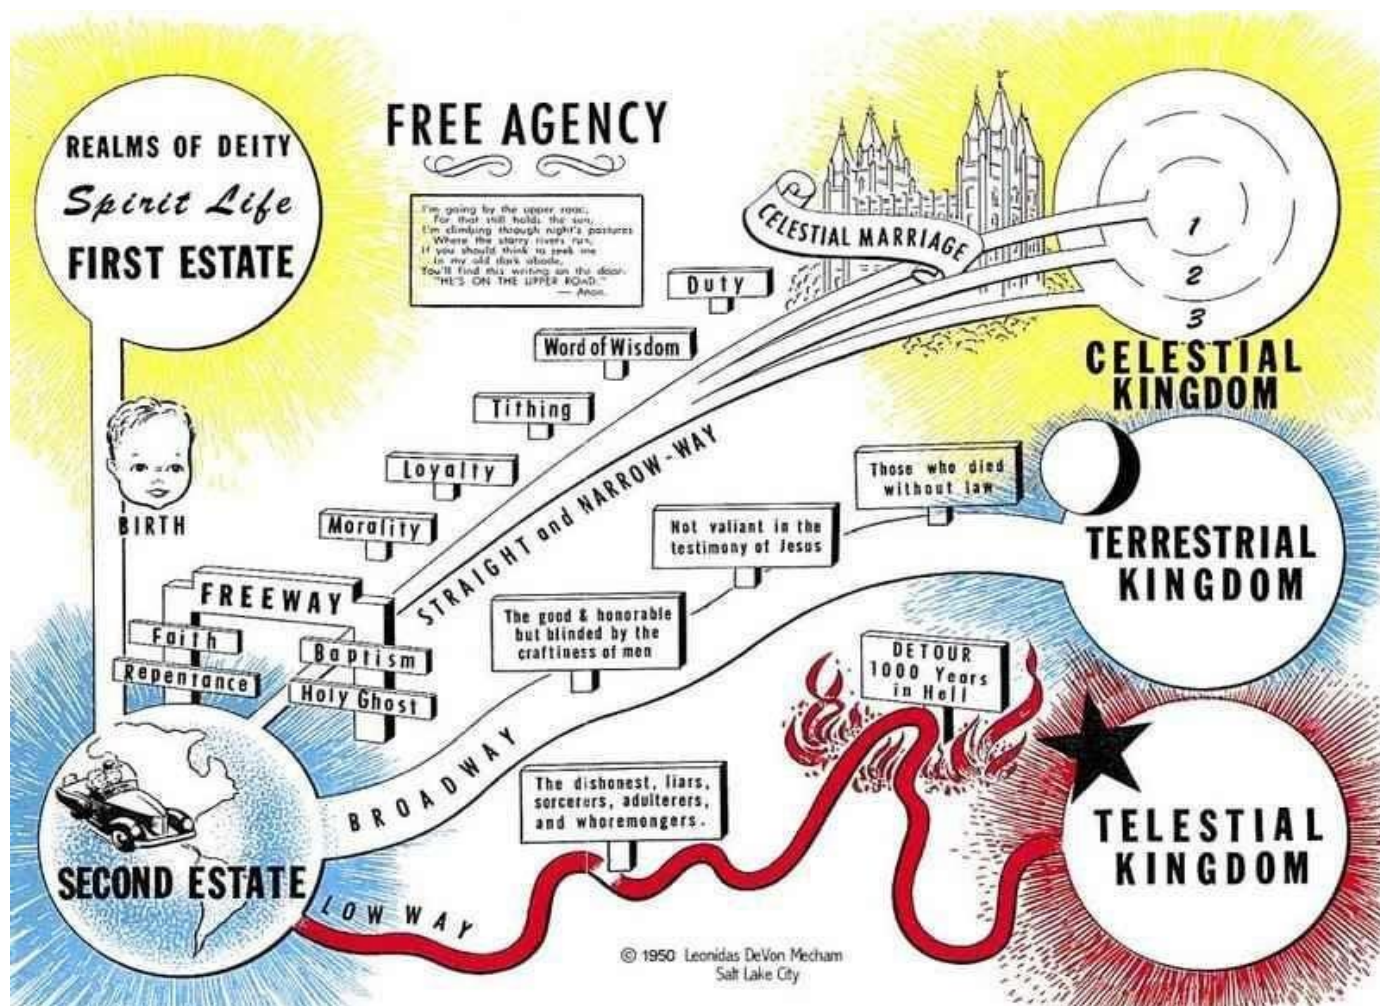 FREE AGENCY
REALMS OF DEITY
Spirit Life
FIRST ESTATE
I'm going by the upper road,
For that still holds the sun,
I'm climbing through night's pastures
Where the starry rivers run,
If you should think to seek me
In my old dark abode,
You'll find this writing on the door.
"HE'S ON THE UPPER ROAD."
— Anon.
CELESTIAL MARRIAGE
1
2
3
CELESTIAL
KINGDOM
Duty
Word of Wisdom
Tithing
Loyalty
Morality
STRAIGHT and NARROW-WAY
BIRTH
FREEWAY
Faith
Repentance
Baptism
Holy Ghost
Those who died
without law
Not valiant in the
testimony of Jesus
The good & honorable
but blinded by the
craftiness of men
TERRESTRIAL
KINGDOM
BROADWAY
DETOUR
1000 Years
in Hell
The dishonest, liars,
sorcerers, adulterers,
and whoremongers.
TELESTIAL
KINGDOM
SECOND ESTATE
LOW WAY
© 1950 Leonidas DeVon Mecham
Salt Lake City